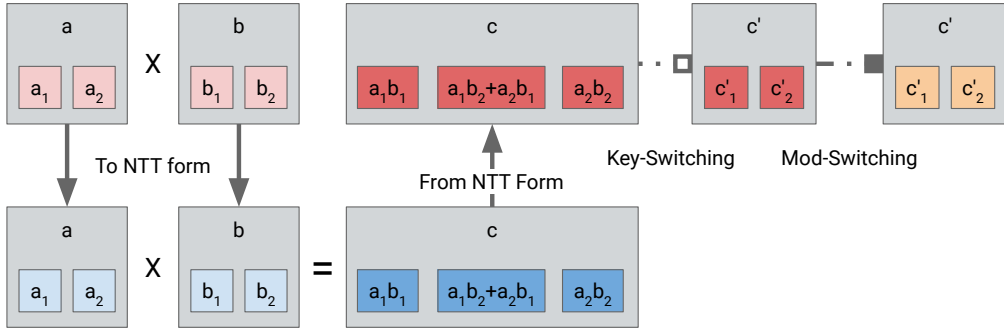 a
X
b
c
c'
c'
a₁ a₂
b₁ b₂
a₁b₁ a₁b₂+a₂b₁ a₂b₂
c'₁ c'₂
c'₁ c'₂
To NTT form
From NTT Form
Key-Switching
Mod-Switching
a
X
b
=
c
a₁ a₂
b₁ b₂
a₁b₁ a₁b₂+a₂b₁ a₂b₂